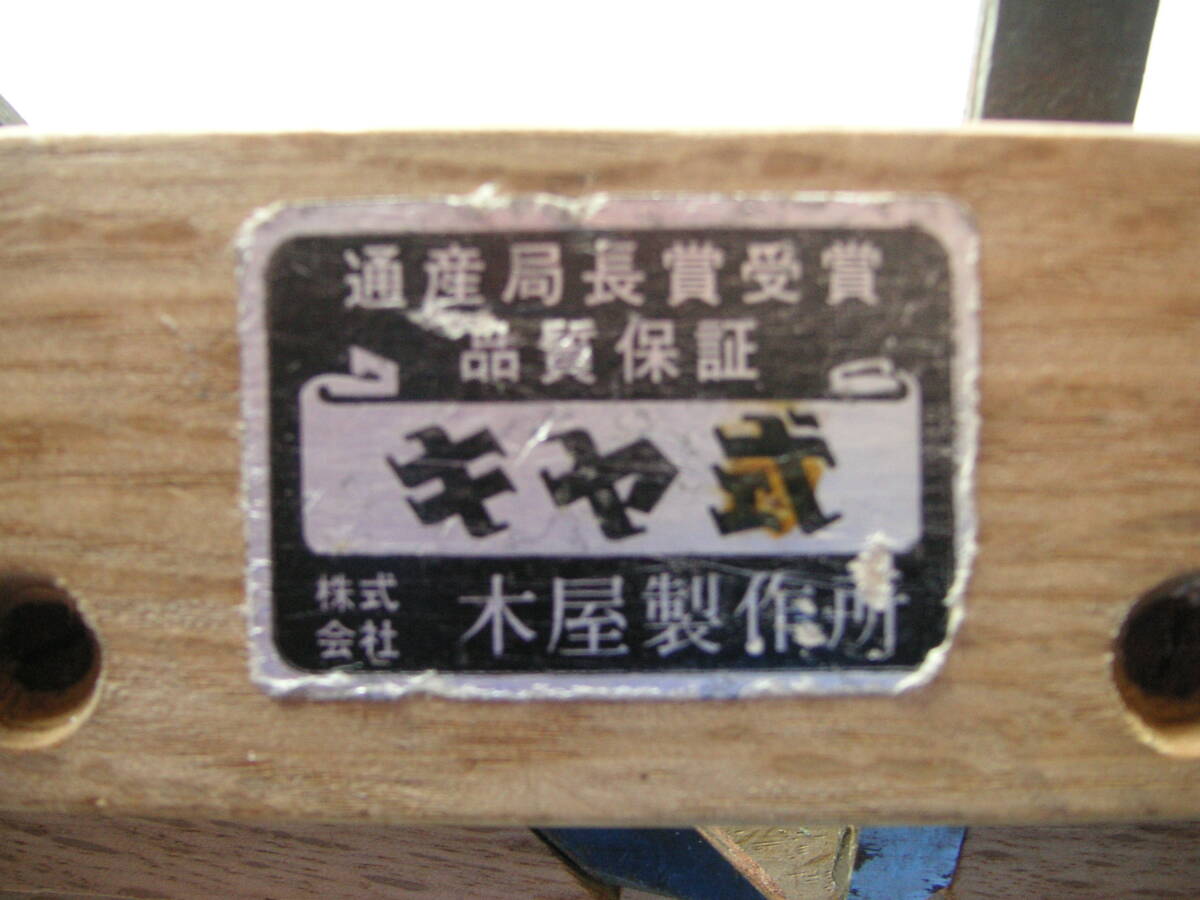 通産局長賞受賞
品質保証
キヤ式
株式会社 木屋製作所